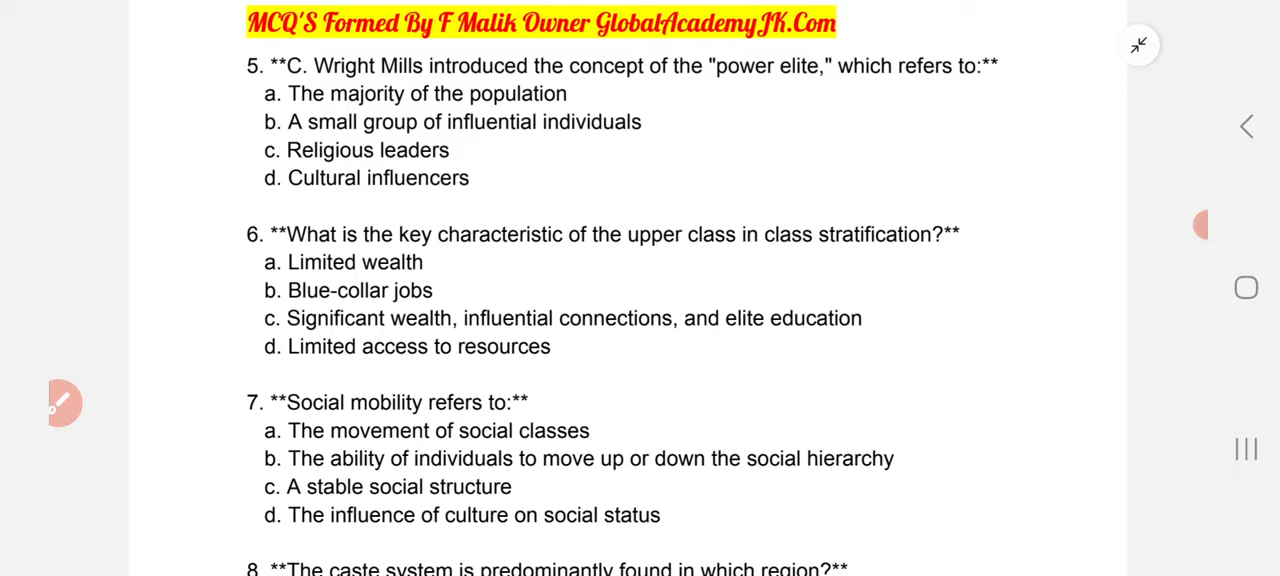 MCQ'S Formed By F Malik Owner GlobalAcademyJK.Com
5. **C. Wright Mills introduced the concept of the "power elite," which refers to:**
a. The majority of the population
b. A small group of influential individuals
c. Religious leaders
d. Cultural influencers
6. **What is the key characteristic of the upper class in class stratification?**
a. Limited wealth
b. Blue-collar jobs
c. Significant wealth, influential connections, and elite education
d. Limited access to resources
7. **Social mobility refers to:**
a. The movement of social classes
b. The ability of individuals to move up or down the social hierarchy
c. A stable social structure
d. The influence of culture on social status
8. **The caste system is predominantly found in which region?**